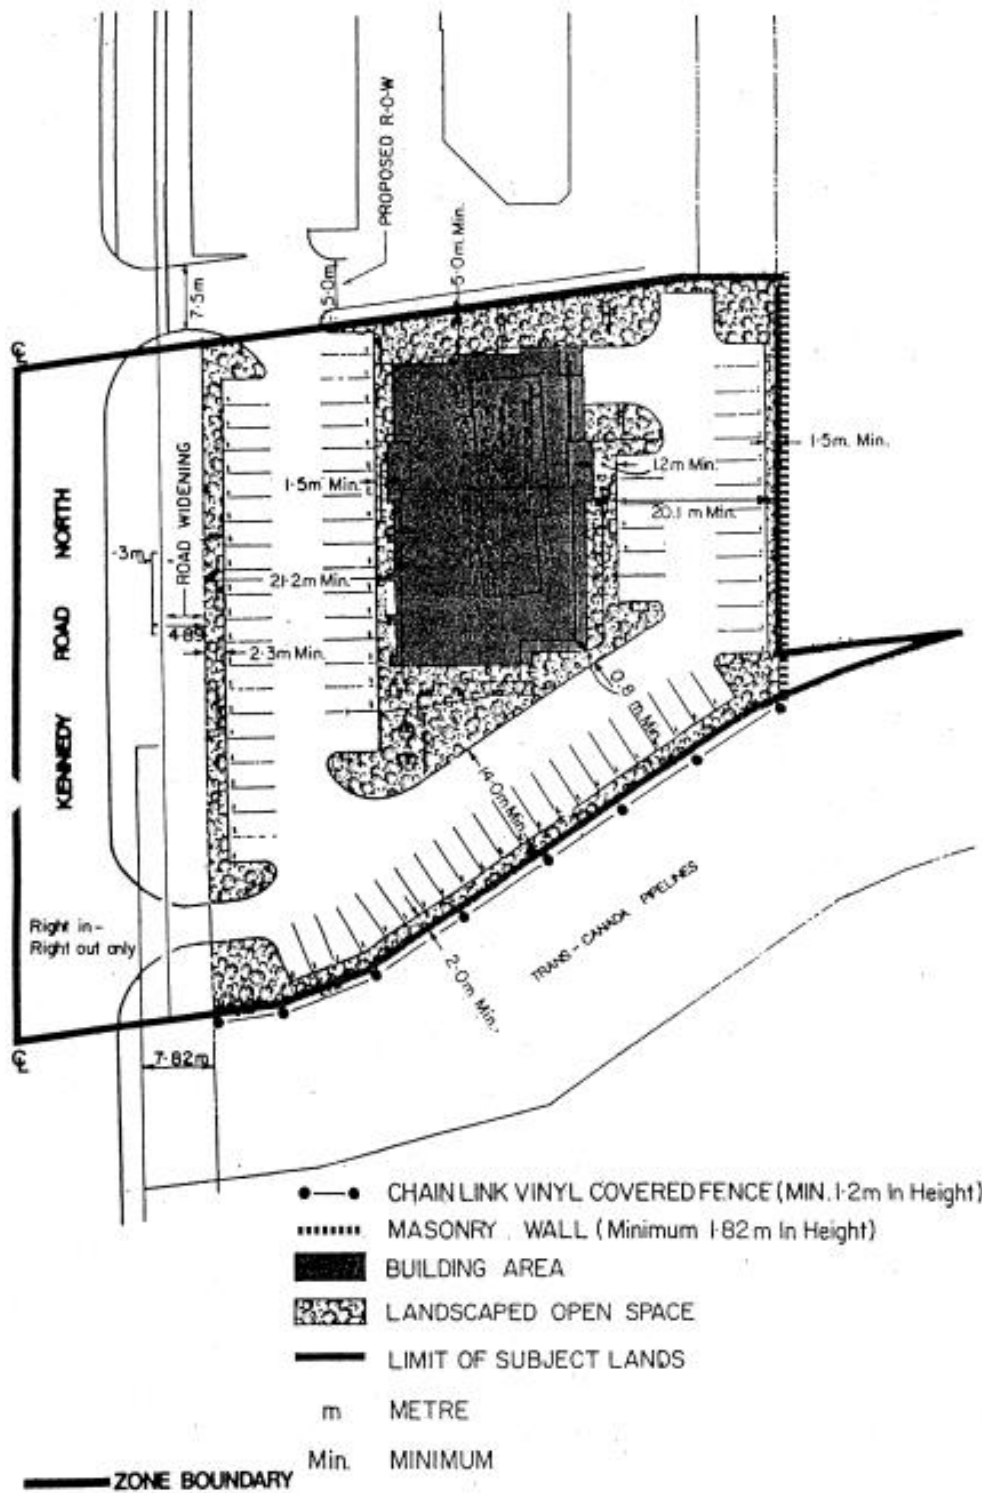 PROPOSED R-O-W
5.0m. Min.
7.5m
5.0m
℄
KENNEDY ROAD NORTH
ROAD WIDENING
1.5m. Min.
1.5m. Min.
1.2m Min.
20.1 m Min.
.3m
21.2m Min.
4.89
2.3m Min.
0.8 m. Min.
14.0m. Min.
Right in-
Right out only
TRANS-CANADA PIPELINES
2.0m. Min.
℄
7.82m
CHAIN LINK VINYL COVERED FENCE (MIN. 1.2m In Height)
MASONRY WALL (Minimum 1.82m In Height)
BUILDING AREA
LANDSCAPED OPEN SPACE
LIMIT OF SUBJECT LANDS
m METRE
Min. MINIMUM
ZONE BOUNDARY